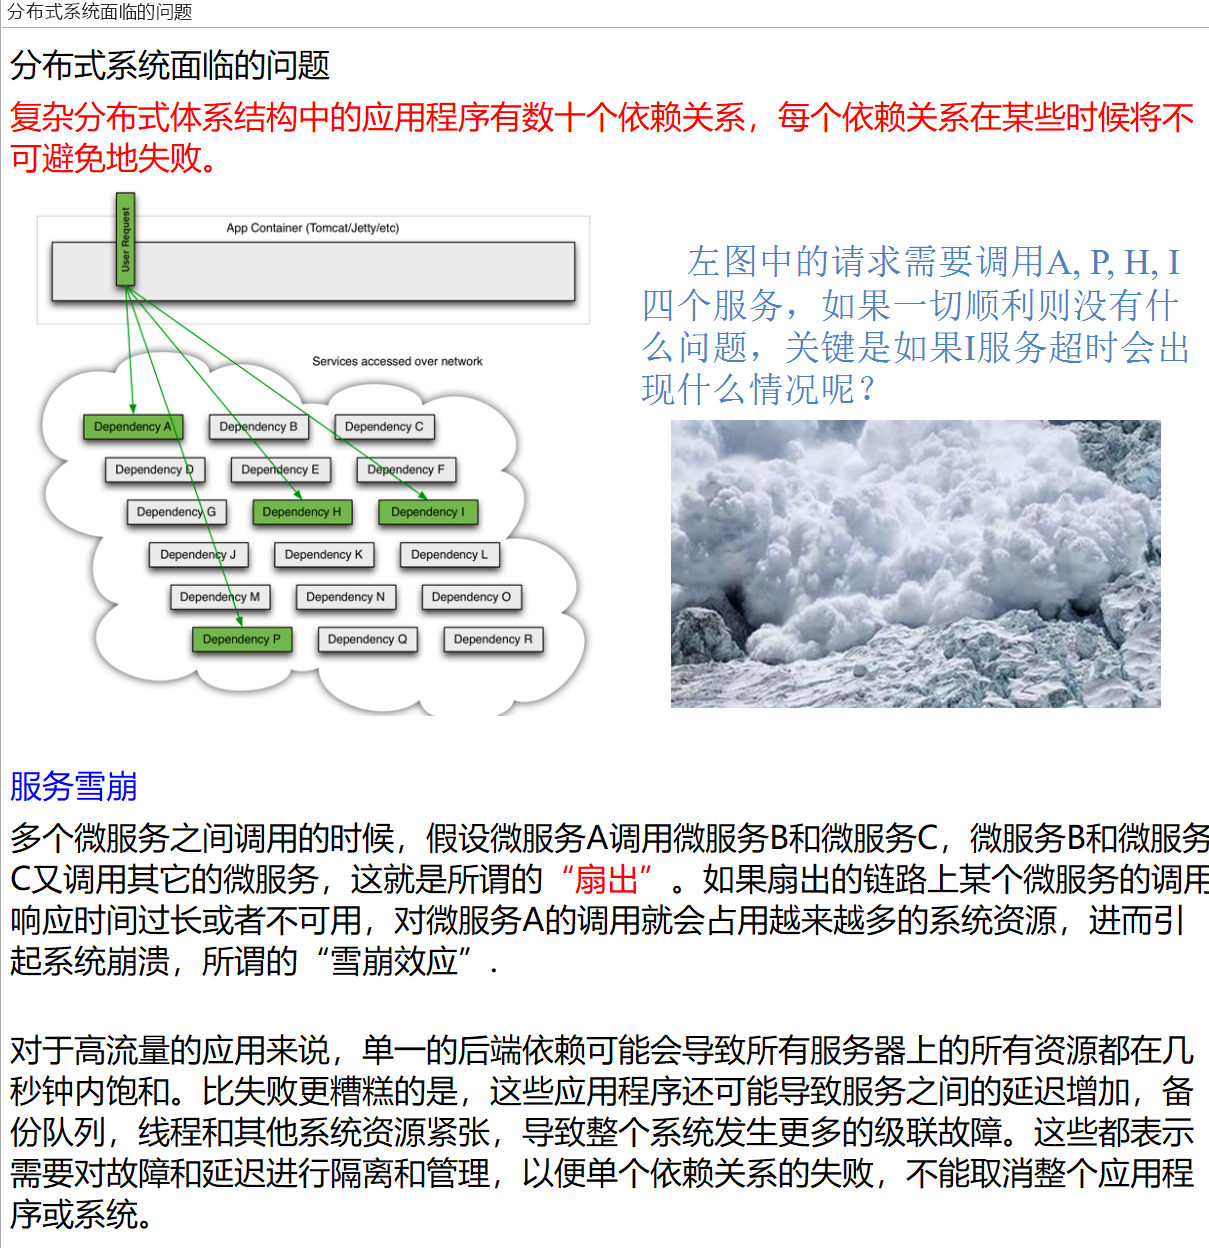 分布式系统面临的问题
分布式系统面临的问题
复杂分布式体系结构中的应用程序有数十个依赖关系，每个依赖关系在某些时候将不
可避免地失败。
User Request
App Container (Tomcat/Jetty/etc)
Services accessed over network
Dependency A
Dependency B
Dependency C
Dependency D
Dependency E
Dependency F
Dependency G
Dependency H
Dependency I
Dependency J
Dependency K
Dependency L
Dependency M
Dependency N
Dependency O
Dependency P
Dependency Q
Dependency R
左图中的请求需要调用A, P, H, I
四个服务，如果一切顺利则没有什
么问题，关键是如果I服务超时会出
现什么情况呢？
服务雪崩
多个微服务之间调用的时候，假设微服务A调用微服务B和微服务C，微服务B和微服务
C又调用其它的微服务，这就是所谓的“扇出”。如果扇出的链路上某个微服务的调用
响应时间过长或者不可用，对微服务A的调用就会占用越来越多的系统资源，进而引
起系统崩溃，所谓的“雪崩效应”.
对于高流量的应用来说，单一的后端依赖可能会导致所有服务器上的所有资源都在几
秒钟内饱和。比失败更糟糕的是，这些应用程序还可能导致服务之间的延迟增加，备
份队列，线程和其他系统资源紧张，导致整个系统发生更多的级联故障。这些都表示
需要对故障和延迟进行隔离和管理，以便单个依赖关系的失败，不能取消整个应用程
序或系统。